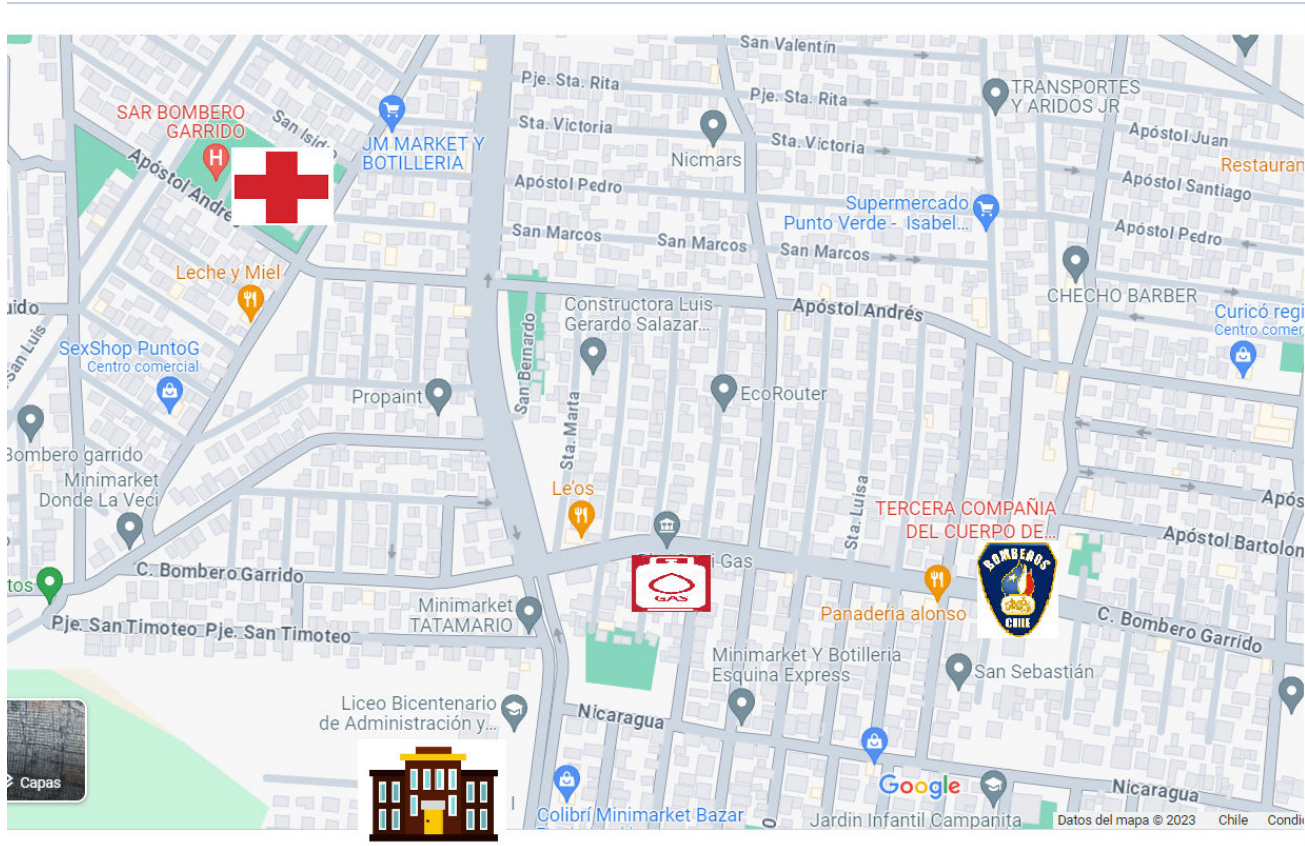 San Valentín
Pje. Sta. Rita
Pje. Sta. Rita
TRANSPORTES
Y ARIDOS JR
SAR BOMBERO
GARRIDO
San Isidro
JM MARKET Y
BOTILLERIA
Sta. Victoria
Nicmars
Sta. Victoria
Apóstol Juan
Restauran
Apóstol Andrés
Apóstol Pedro
Supermercado
Punto Verde - Isabel...
Apóstol Santiago
San Marcos
San Marcos
San Marcos
Apóstol Pedro
Leche y Miel
CHECHO BARBER
uido
San Luis
Constructora Luis
Gerardo Salazar...
Apóstol Andrés
Curicó regi
Centro comer
SexShop PuntoG
Centro comercial
San Bernardo
Propaint
EcoRouter
Sta. Marta
Bombero garrido
Minimarket
Donde La Veci
Le'os
Sta. Luisa
TERCERA COMPAÑIA
DEL CUERPO DE...
Após
Apóstol Bartolon
Gas
GAS
BOMBEROS
CHILE
tos
C. Bombero Garrido
Minimarket
TATAMARIO
Panaderia alonso
C. Bombero Garrido
Pje. San Timoteo Pje. San Timoteo
Minimarket Y Botilleria
Esquina Express
San Sebastián
Liceo Bicentenario
de Administración y...
Nicaragua
Capas
Google
Nicaragua
Colibrí Minimarket Bazar
Jardin Infantil Campanita
Datos del mapa © 2023 Chile Condi